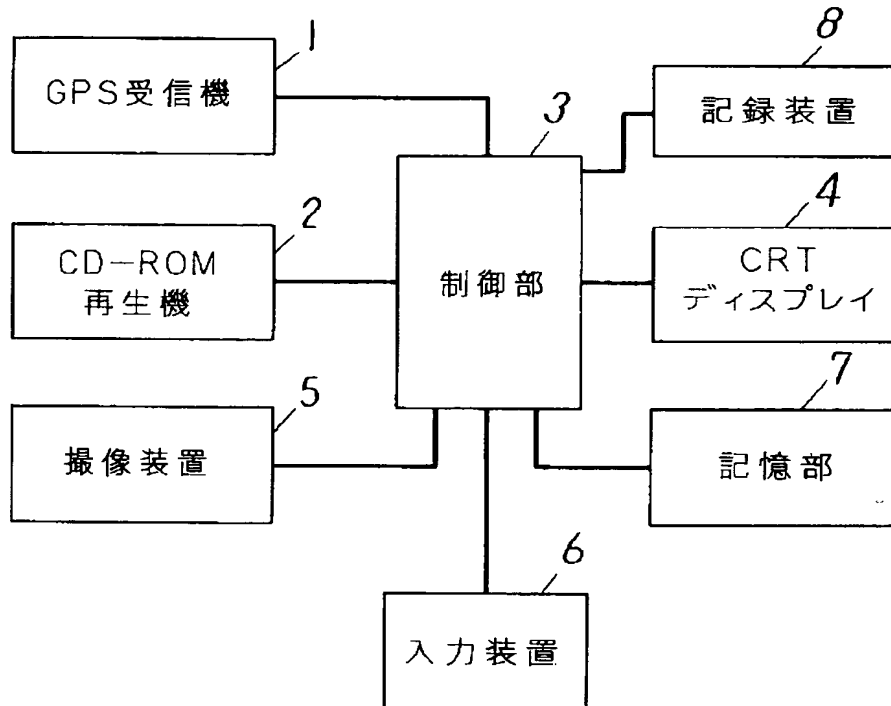 1
GPS受信機
8
記録装置
3
制御部
2
CD-ROM
再生機
4
CRT
ディスプレイ
5
撮像装置
7
記憶部
6
入力装置